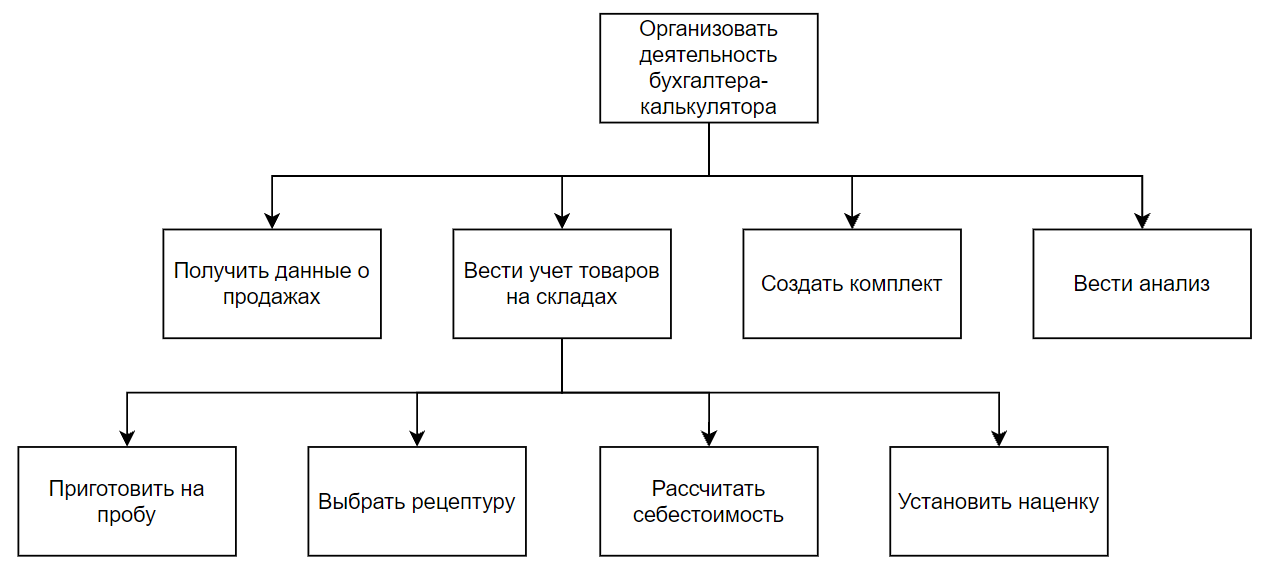 Организовать
деятельность
бухгалтера-
калькулятора
Получить данные о
продажах
Вести учет товаров
на складах
Создать комплект
Вести анализ
Приготовить на
пробу
Выбрать рецептуру
Рассчитать
себестоимость
Установить наценку